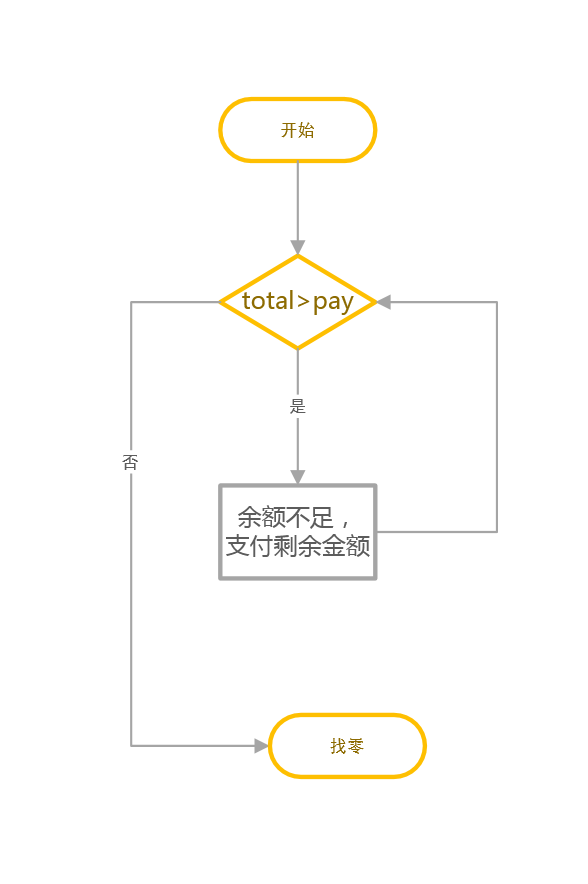 开始
total>pay
是
否
余额不足，
支付剩余金额
找零